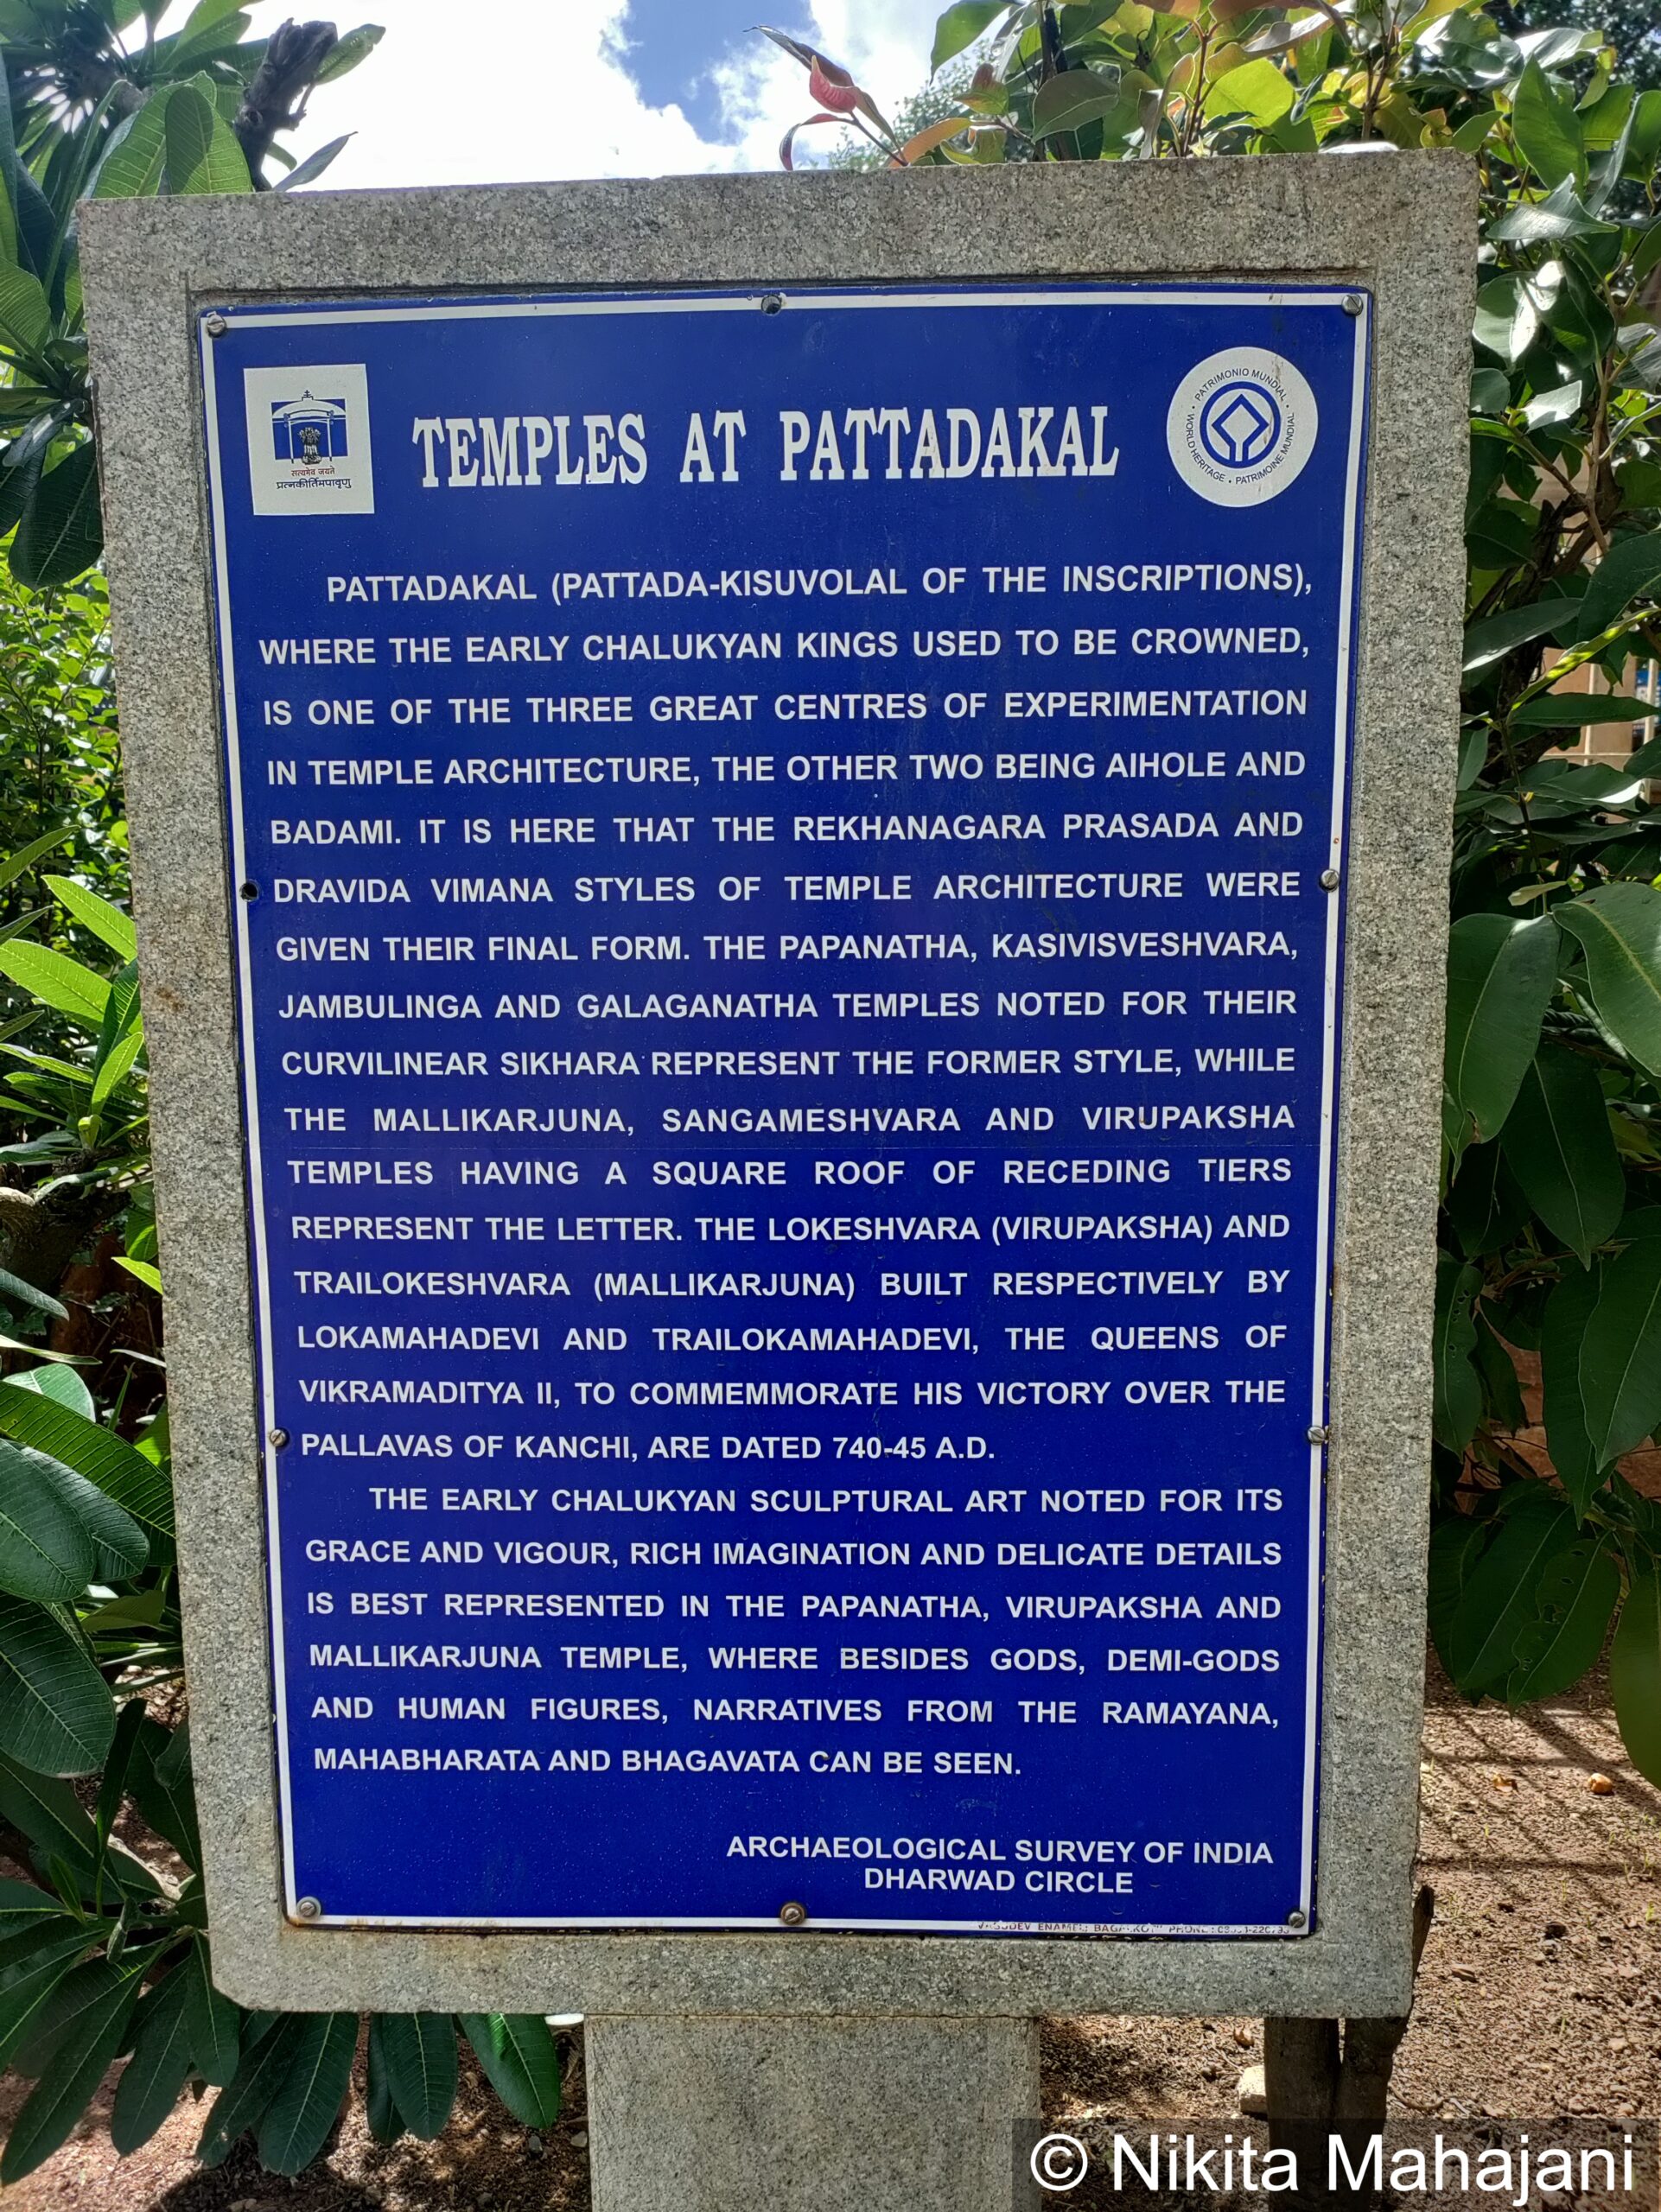 सत्यमेव जयते
प्रत्नकीर्तिमपावृणु
TEMPLES AT PATTADAKAL
PATRIMONIO MUNDIAL • WORLD HERITAGE • PATRIMOINE MUNDIAL •
PATTADAKAL (PATTADA-KISUVOLAL OF THE INSCRIPTIONS),
WHERE THE EARLY CHALUKYAN KINGS USED TO BE CROWNED,
IS ONE OF THE THREE GREAT CENTRES OF EXPERIMENTATION
IN TEMPLE ARCHITECTURE, THE OTHER TWO BEING AIHOLE AND
BADAMI. IT IS HERE THAT THE REKHANAGARA PRASADA AND
DRAVIDA VIMANA STYLES OF TEMPLE ARCHITECTURE WERE
GIVEN THEIR FINAL FORM. THE PAPANATHA, KASIVISVESHVARA,
JAMBULINGA AND GALAGANATHA TEMPLES NOTED FOR THEIR
CURVILINEAR SIKHARA REPRESENT THE FORMER STYLE, WHILE
THE MALLIKARJUNA, SANGAMESHVARA AND VIRUPAKSHA
TEMPLES HAVING A SQUARE ROOF OF RECEDING TIERS
REPRESENT THE LETTER. THE LOKESHVARA (VIRUPAKSHA) AND
TRAILOKESHVARA (MALLIKARJUNA) BUILT RESPECTIVELY BY
LOKAMAHADEVI AND TRAILOKAMAHADEVI, THE QUEENS OF
VIKRAMADITYA II, TO COMMEMMORATE HIS VICTORY OVER THE
PALLAVAS OF KANCHI, ARE DATED 740-45 A.D.
THE EARLY CHALUKYAN SCULPTURAL ART NOTED FOR ITS
GRACE AND VIGOUR, RICH IMAGINATION AND DELICATE DETAILS
IS BEST REPRESENTED IN THE PAPANATHA, VIRUPAKSHA AND
MALLIKARJUNA TEMPLE, WHERE BESIDES GODS, DEMI-GODS
AND HUMAN FIGURES, NARRATIVES FROM THE RAMAYANA,
MAHABHARATA AND BHAGAVATA CAN BE SEEN.
ARCHAEOLOGICAL SURVEY OF INDIA
DHARWAD CIRCLE
PHONE
© Nikita Mahajani